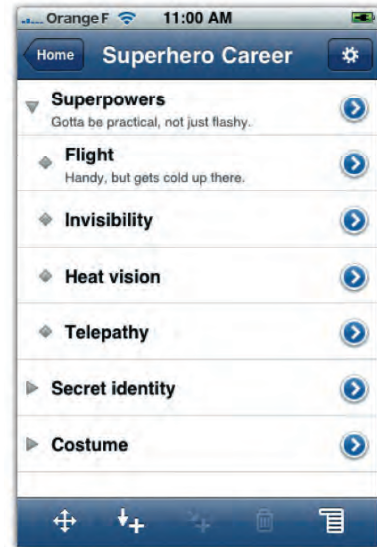 Orange F 11:00 AM
Home Superhero Career
Superpowers
Gotta be practical, not just flashy.
Flight
Handy, but gets cold up there.
Invisibility
Heat vision
Telepathy
Secret identity
Costume